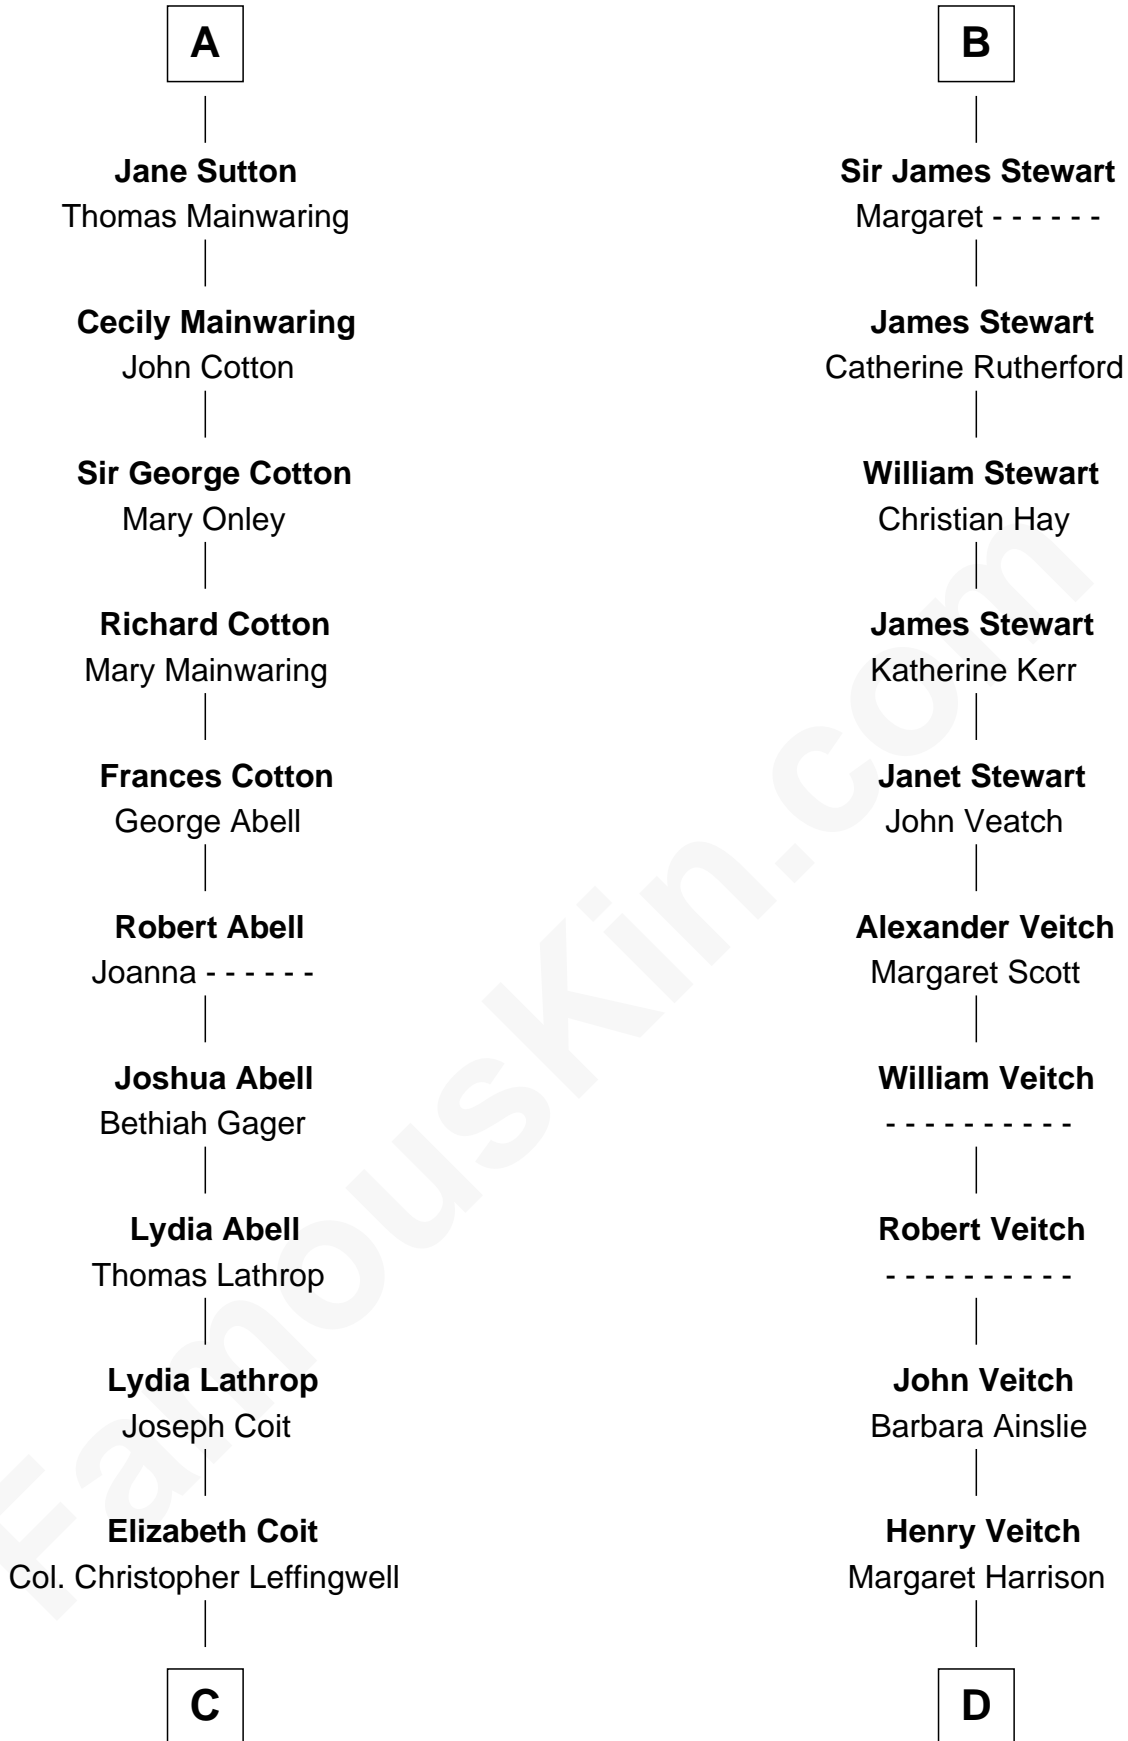 A
Jane Sutton
Thomas Mainwaring
Cecily Mainwaring
John Cotton
Sir George Cotton
Mary Onley
Richard Cotton
Mary Mainwaring
Frances Cotton
George Abell
Robert Abell
Joanna - - - - - -
Joshua Abell
Bethiah Gager
Lydia Abell
Thomas Lathrop
Lydia Lathrop
Joseph Coit
Elizabeth Coit
Col. Christopher Leffingwell
C
B
Sir James Stewart
Margaret - - - - - -
James Stewart
Catherine Rutherford
William Stewart
Christian Hay
James Stewart
Katherine Kerr
Janet Stewart
John Veatch
Alexander Veitch
Margaret Scott
William Veitch
- - - - - - - - - -
Robert Veitch
- - - - - - - - - -
John Veitch
Barbara Ainslie
Henry Veitch
Margaret Harrison
D
FamousKin.com